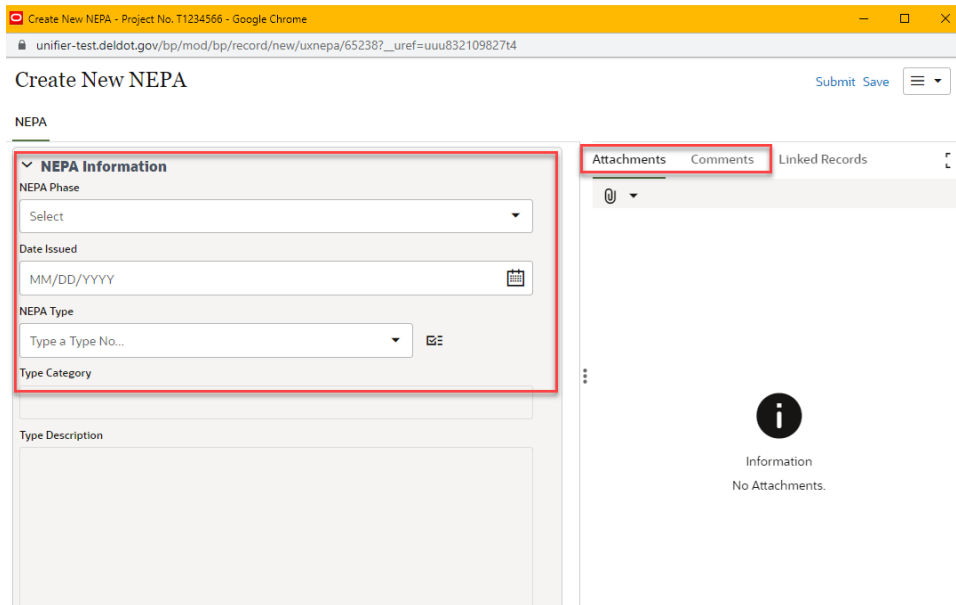 Create New NEPA - Project No. T1234566 - Google Chrome
unifier-test.deldot.gov/bp/mod/bp/record/new/uxnepa/65238?_uref=uuu832109827t4
Create New NEPA
Submit Save
NEPA
NEPA Information
NEPA Phase
Select
Date Issued
MM/DD/YYYY
NEPA Type
Type a Type No...
Type Category
Type Description
Attachments Comments Linked Records
Information
No Attachments.